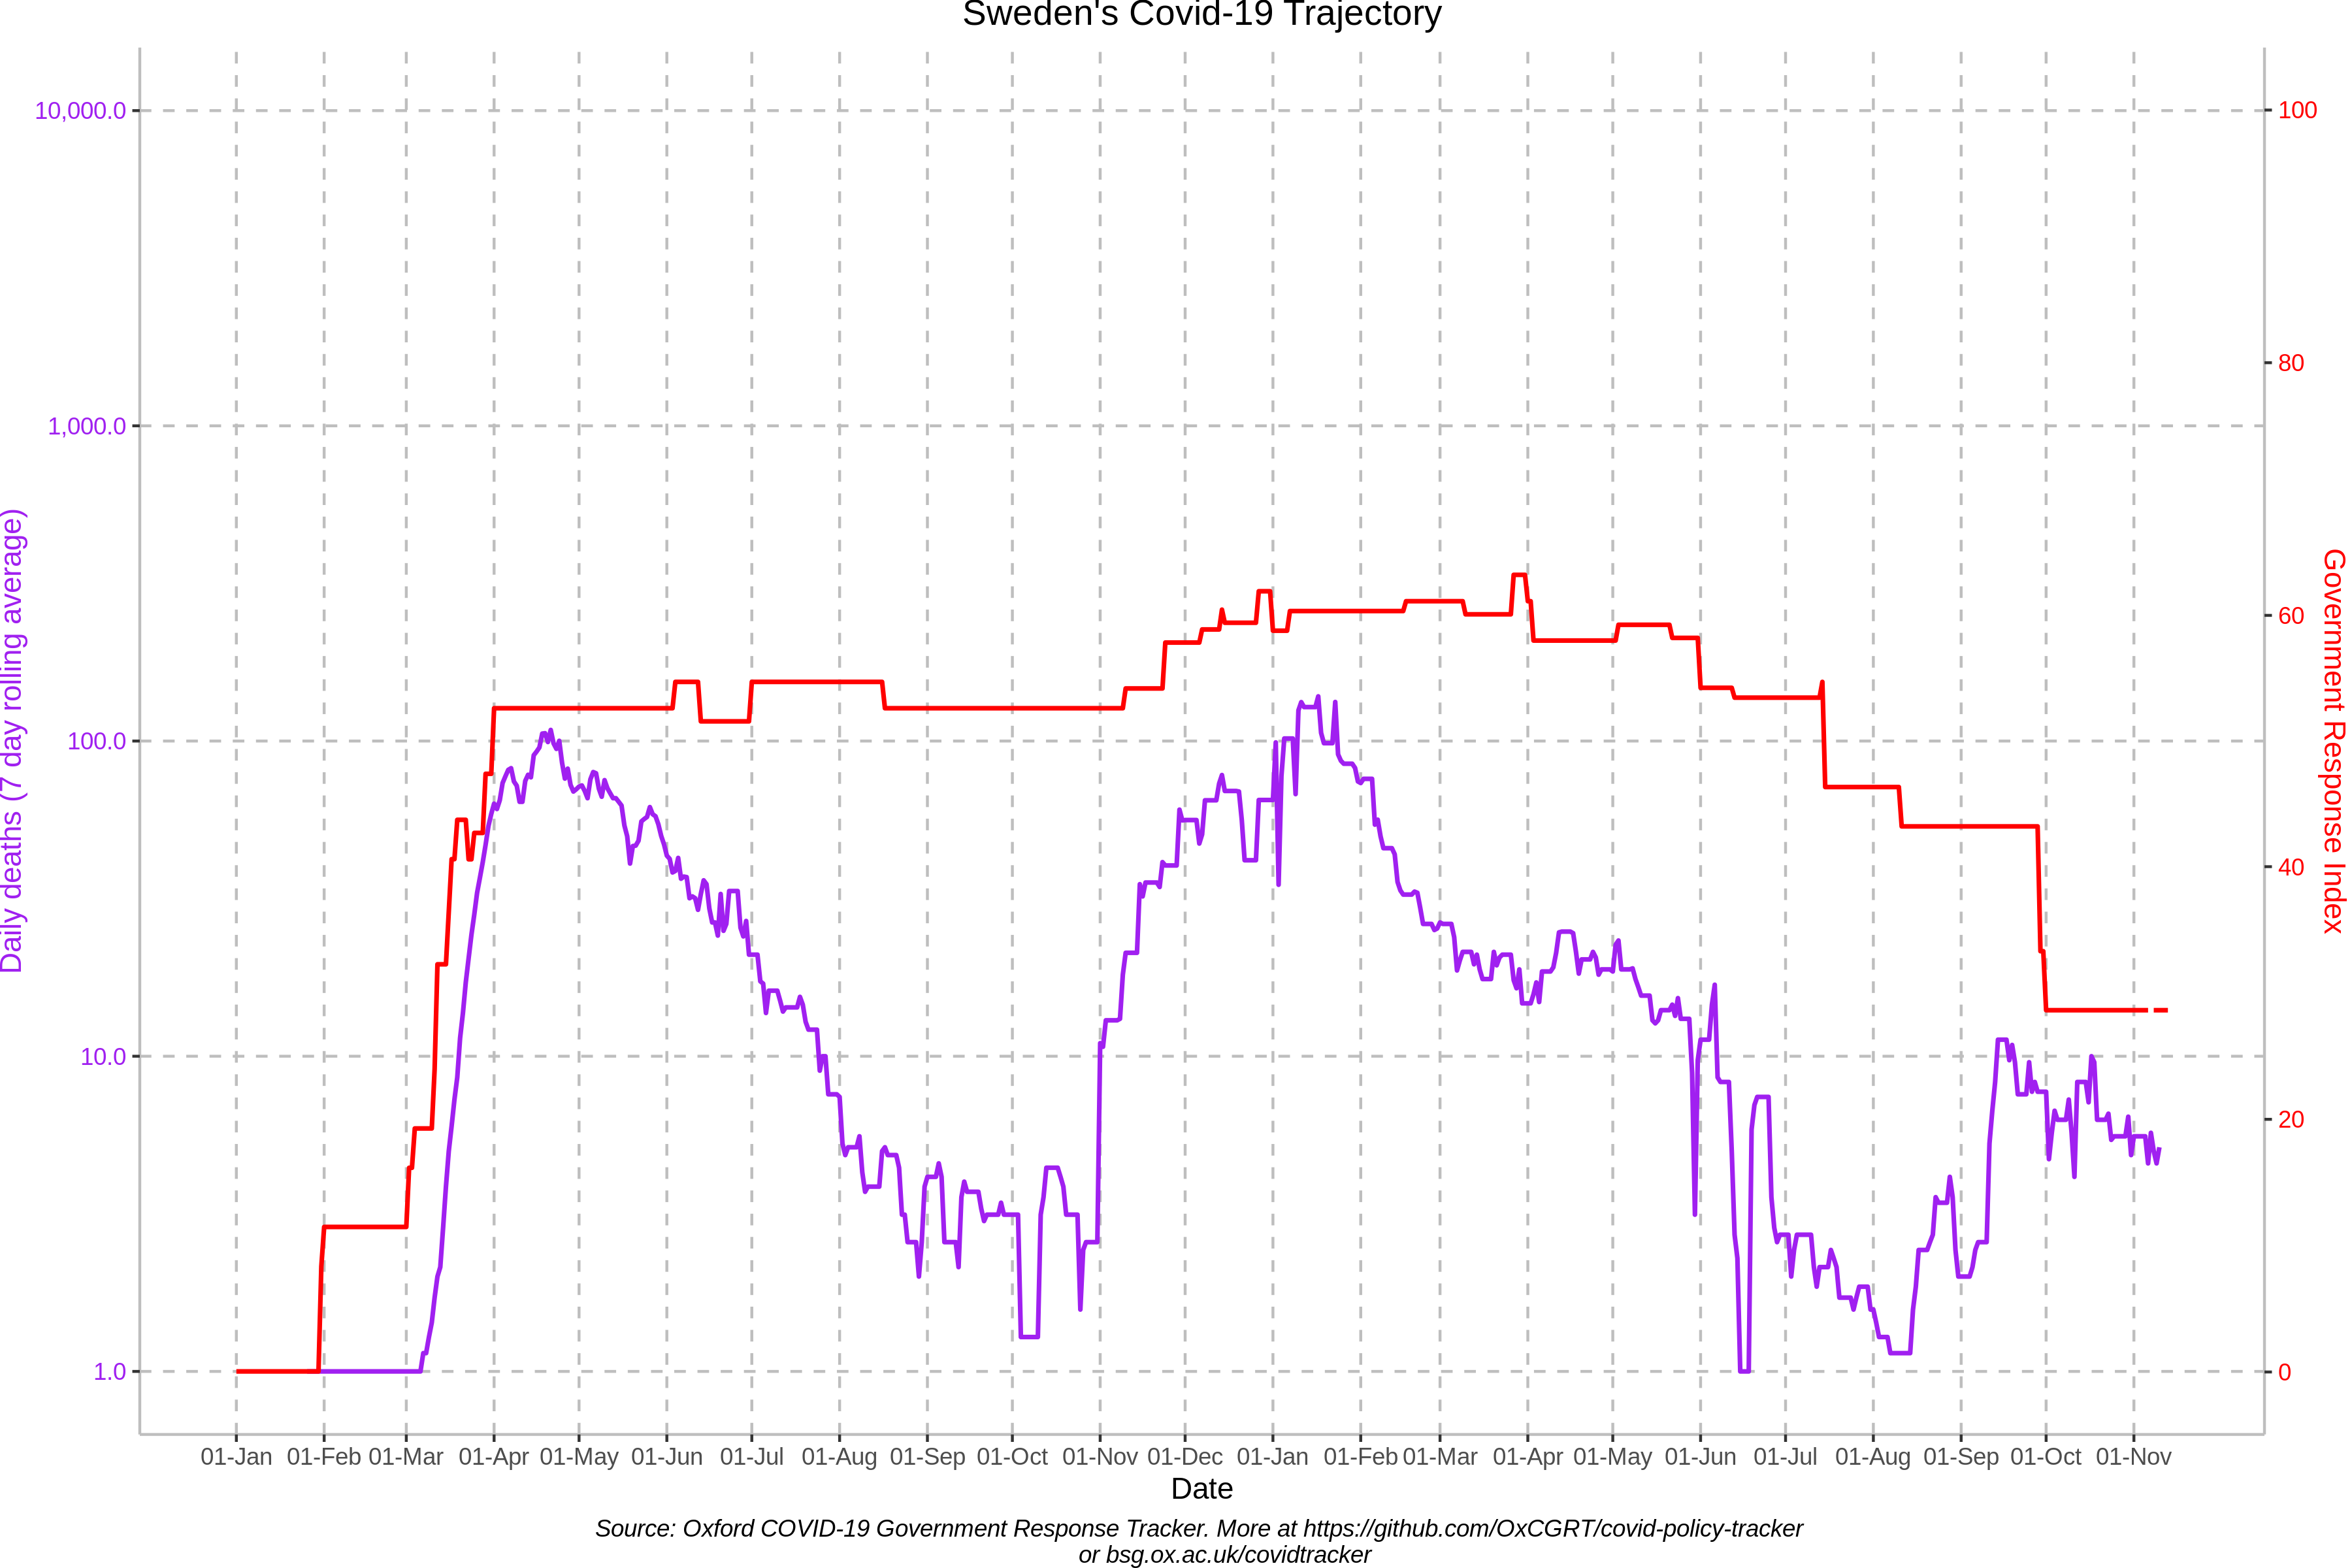 Sweden's Covid-19 Trajectory
10,000.0
1,000.0
100.0
10.0
1.0
Daily deaths (7 day rolling average)
100
80
60
40
20
0
Government Response Index
01-Jan 01-Feb 01-Mar 01-Apr 01-May 01-Jun 01-Jul 01-Aug 01-Sep 01-Oct 01-Nov 01-Dec 01-Jan 01-Feb 01-Mar 01-Apr 01-May 01-Jun 01-Jul 01-Aug 01-Sep 01-Oct 01-Nov
Date
Source: Oxford COVID-19 Government Response Tracker. More at https://github.com/OxCGRT/covid-policy-tracker
or bsg.ox.ac.uk/covidtracker